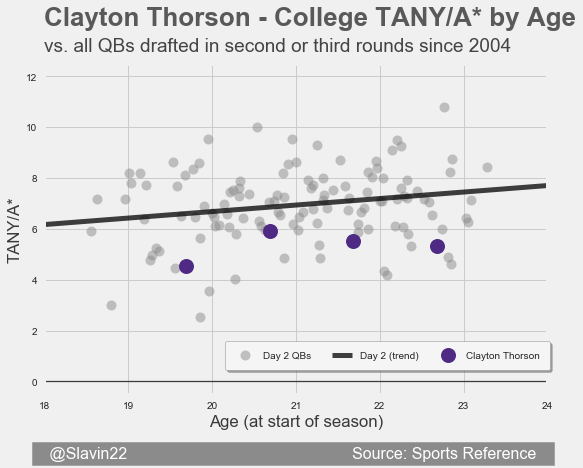 Clayton Thorson - College TANY/A* by Age
vs. all QBs drafted in second or third rounds since 2004
12
10
8
6
4
2
0
TANY/A*
Day 2 QBs
Day 2 (trend)
Clayton Thorson
18 19 20 21 22 23 24
Age (at start of season)
@Slavin22 Source: Sports Reference